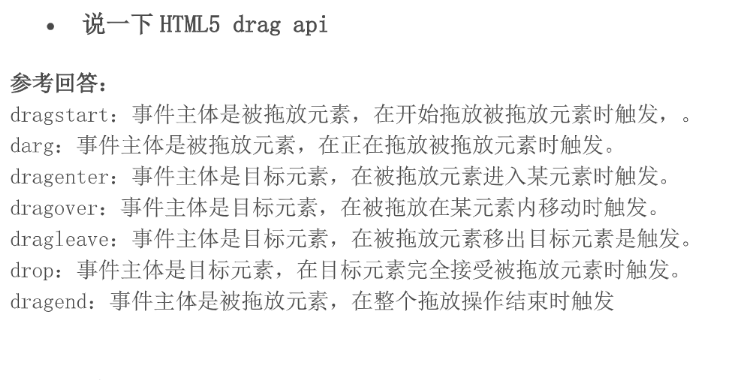 • 说一下 HTML5 drag api
参考回答：
dragstart：事件主体是被拖放元素，在开始拖放被拖放元素时触发，。
darg：事件主体是被拖放元素，在正在拖放被拖放元素时触发。
dragenter：事件主体是目标元素，在被拖放元素进入某元素时触发。
dragover：事件主体是目标元素，在被拖放在某元素内移动时触发。
dragleave：事件主体是目标元素，在被拖放元素移出目标元素是触发。
drop：事件主体是目标元素，在目标元素完全接受被拖放元素时触发。
dragend：事件主体是被拖放元素，在整个拖放操作结束时触发